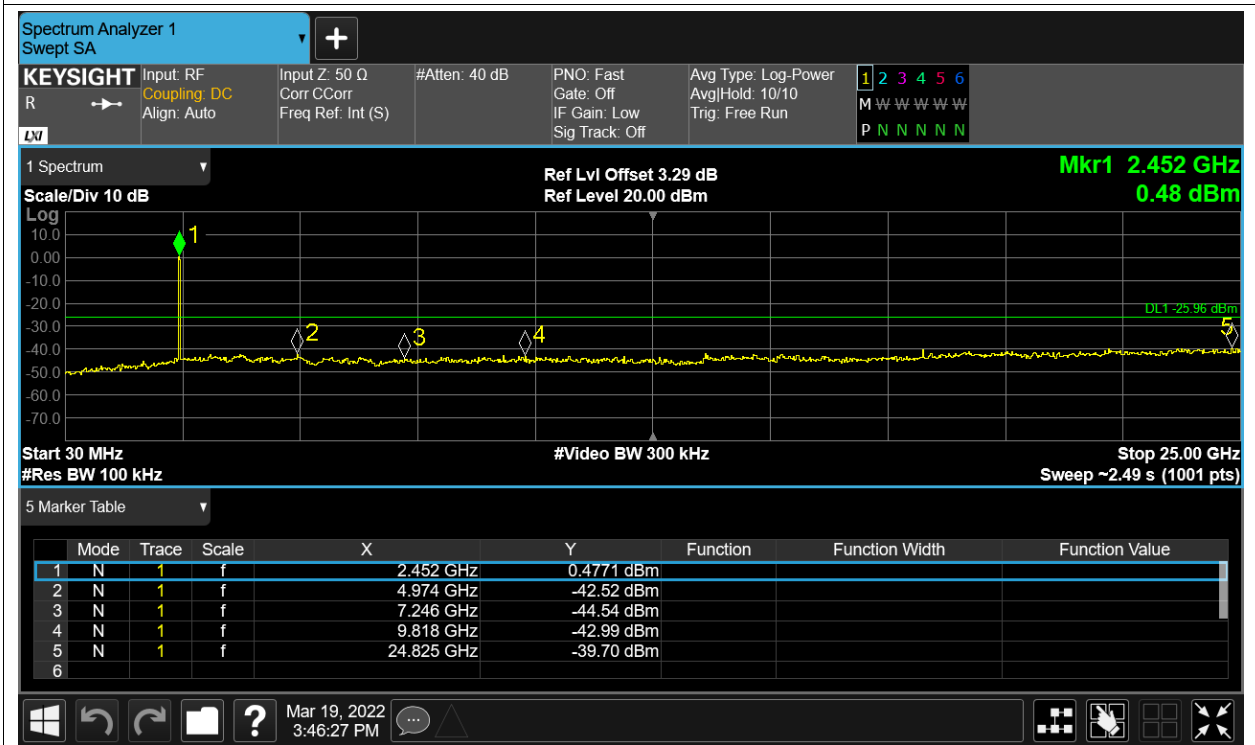 Spectrum Analyzer 1
Swept SA
KEYSIGHT
R
LXI
Input: RF
Coupling: DC
Align: Auto
Input Z: 50 Ω
Corr CCorr
Freq Ref: Int (S)
#Atten: 40 dB
PNO: Fast
Gate: Off
IF Gain: Low
Sig Track: Off
Avg Type: Log-Power
Avg|Hold: 10/10
Trig: Free Run
1 2 3 4 5 6
M W W W W W
P N N N N N
1 Spectrum
Scale/Div 10 dB
Ref Lvl Offset 3.29 dB
Ref Level 20.00 dBm
Mkr1 2.452 GHz
0.48 dBm
Log
10.0
0.00
-10.0
-20.0
-30.0
-40.0
-50.0
-60.0
-70.0
1
2
3
4
5
DL1 -25.96 dBm
Start 30 MHz
#Video BW 300 kHz
Stop 25.00 GHz
#Res BW 100 kHz
Sweep ~2.49 s (1001 pts)
5 Marker Table
Mode Trace Scale X Y Function Function Width Function Value
1 N 1 f 2.452 GHz 0.4771 dBm
2 N 1 f 4.974 GHz -42.52 dBm
3 N 1 f 7.246 GHz -44.54 dBm
4 N 1 f 9.818 GHz -42.99 dBm
5 N 1 f 24.825 GHz -39.70 dBm
6
?
Mar 19, 2022
3:46:27 PM